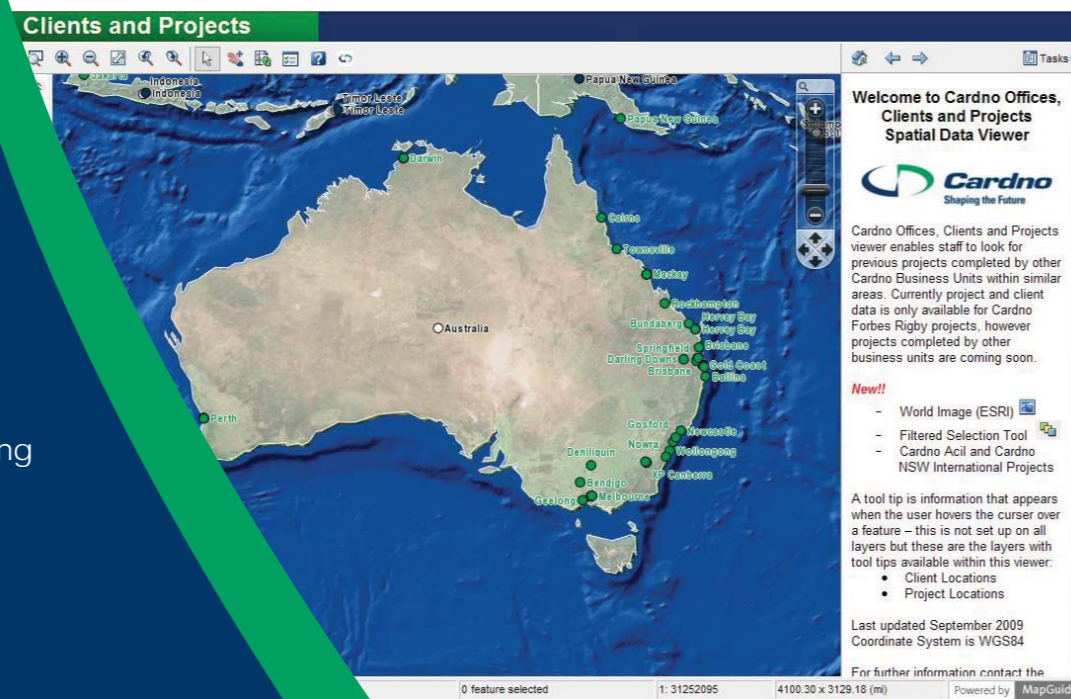 Clients and Projects
Tasks
Jakarta
Indonesia
Indonesia
Timor Leste
Timor Leste
Papua New Guinea
Papua New Guinea
Darwin
Cairns
Townsville
Mackay
Rockhampton
Hervey Bay
Bundaberg
Hervey Bay
Australia
Springfield
Brisbane
Darling Downs
Gold Coast
Brisbane
Ballina
Perth
Gosford
Newcastle
Nowra
Wollongong
Deniliquin
XP Canberra
Bendigo
Geelong
Melbourne
ng
Welcome to Cardno Offices,
Clients and Projects
Spatial Data Viewer
Cardno
Shaping the Future
Cardno Offices, Clients and Projects
viewer enables staff to look for
previous projects completed by other
Cardno Business Units within similar
areas. Currently project and client
data is only available for Cardno
Forbes Rigby projects, however
projects completed by other
business units are coming soon.
New!!
- World Image (ESRI)
- Filtered Selection Tool
- Cardno Acil and Cardno
NSW International Projects
A tool tip is information that appears
when the user hovers the curser over
a feature – this is not set up on all
layers but these are the layers with
tool tips available within this viewer:
• Client Locations
• Project Locations
Last updated September 2009
Coordinate System is WGS84
For further information contact the
0 feature selected
1: 31252095
4100.30 x 3129.18 (mi)
Powered by MapGuid